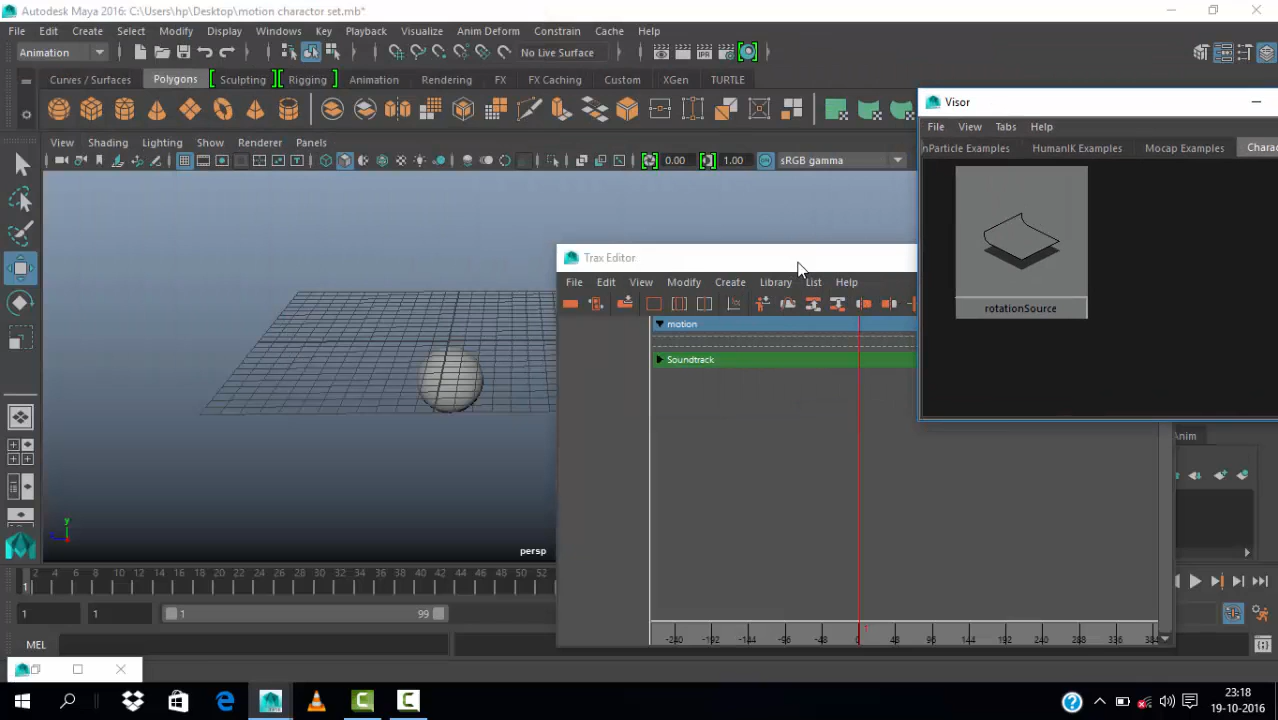 Autodesk Maya 2016: C:\Users\hp\Desktop\motion charactor set.mb*
File Edit Create Select Modify Display Windows Key Playback Visualize Anim Deform Constrain Cache Help
Animation No Live Surface
Curves / Surfaces Polygons Sculpting Rigging Animation Rendering FX FX Caching Custom XGen TURTLE
View Shading Lighting Show Renderer Panels
0.00 1.00 sRGB gamma
Visor
File View Tabs Help
nParticle Examples HumanIK Examples Mocap Examples Charac
rotationSource
Trax Editor
File Edit View Modify Create Library List Help
motion
Soundtrack
-240 -192 -144 -96 -48 0 48 96 144 192 240 288 336 384
1
Anim
persp
y
2 4 6 8 10 12 14 16 18 20 22 24 26 28 30 32 34 36 38 40 42 44 46 48 50 52
1
1 1 1 99
MEL
23:18
19-10-2016